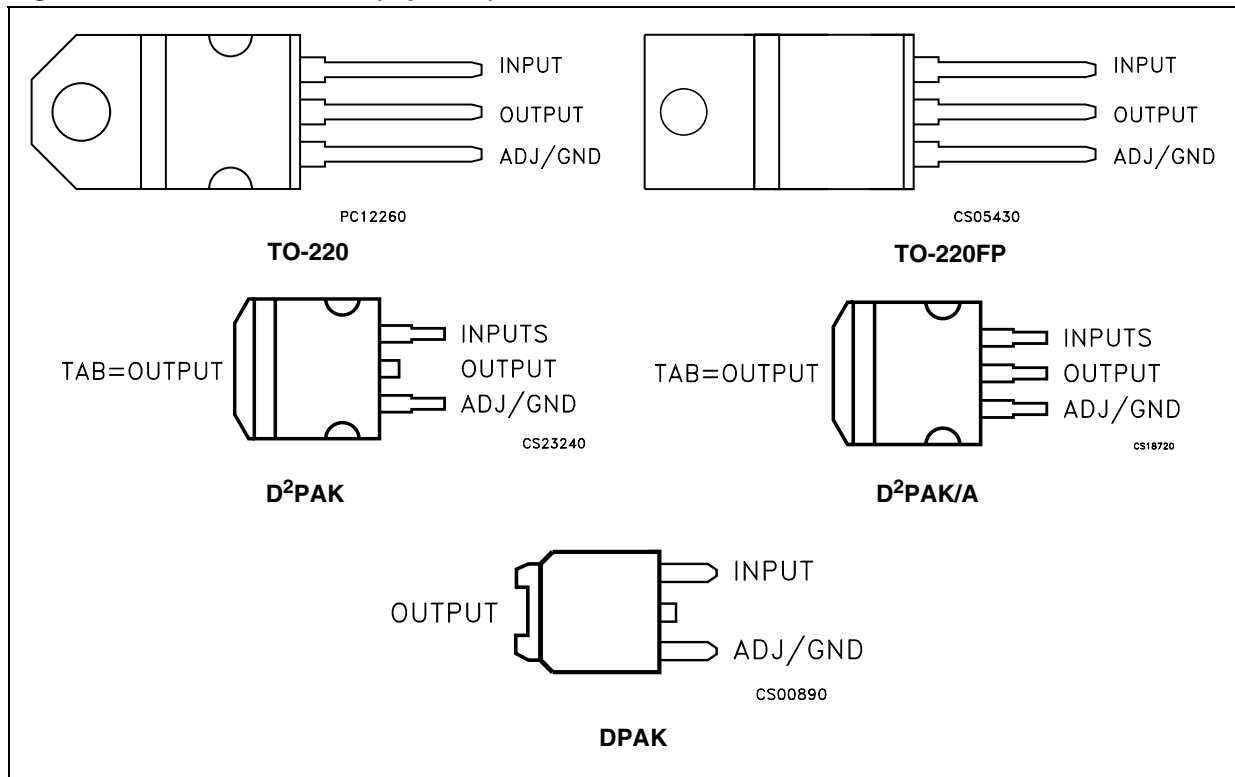 INPUT
OUTPUT
ADJ/GND
PC12260
TO-220
INPUT
OUTPUT
ADJ/GND
CS05430
TO-220FP
TAB=OUTPUT
INPUTS
OUTPUT
ADJ/GND
CS23240
D²PAK
TAB=OUTPUT
INPUTS
OUTPUT
ADJ/GND
CS18720
D²PAK/A
OUTPUT
INPUT
ADJ/GND
CS00890
DPAK